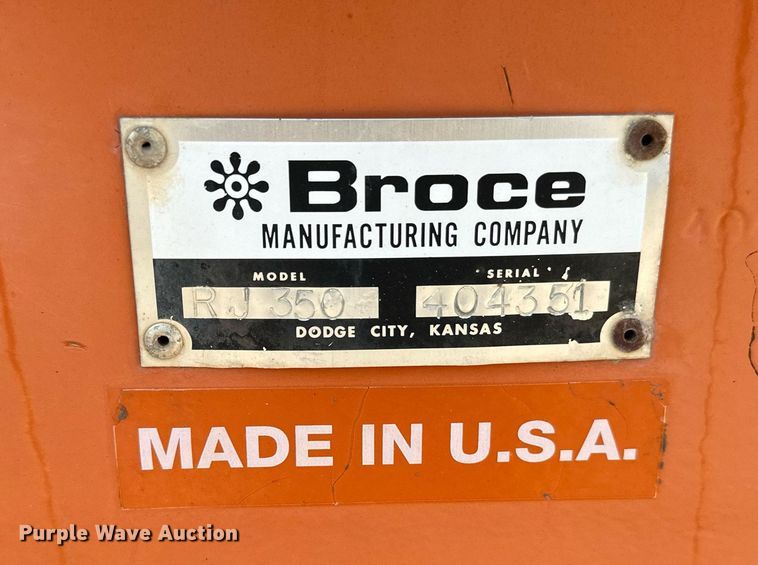 Broce
MANUFACTURING COMPANY
MODEL SERIAL
RJ 350 404351
DODGE CITY, KANSAS
MADE IN U.S.A.
Purple Wave Auction